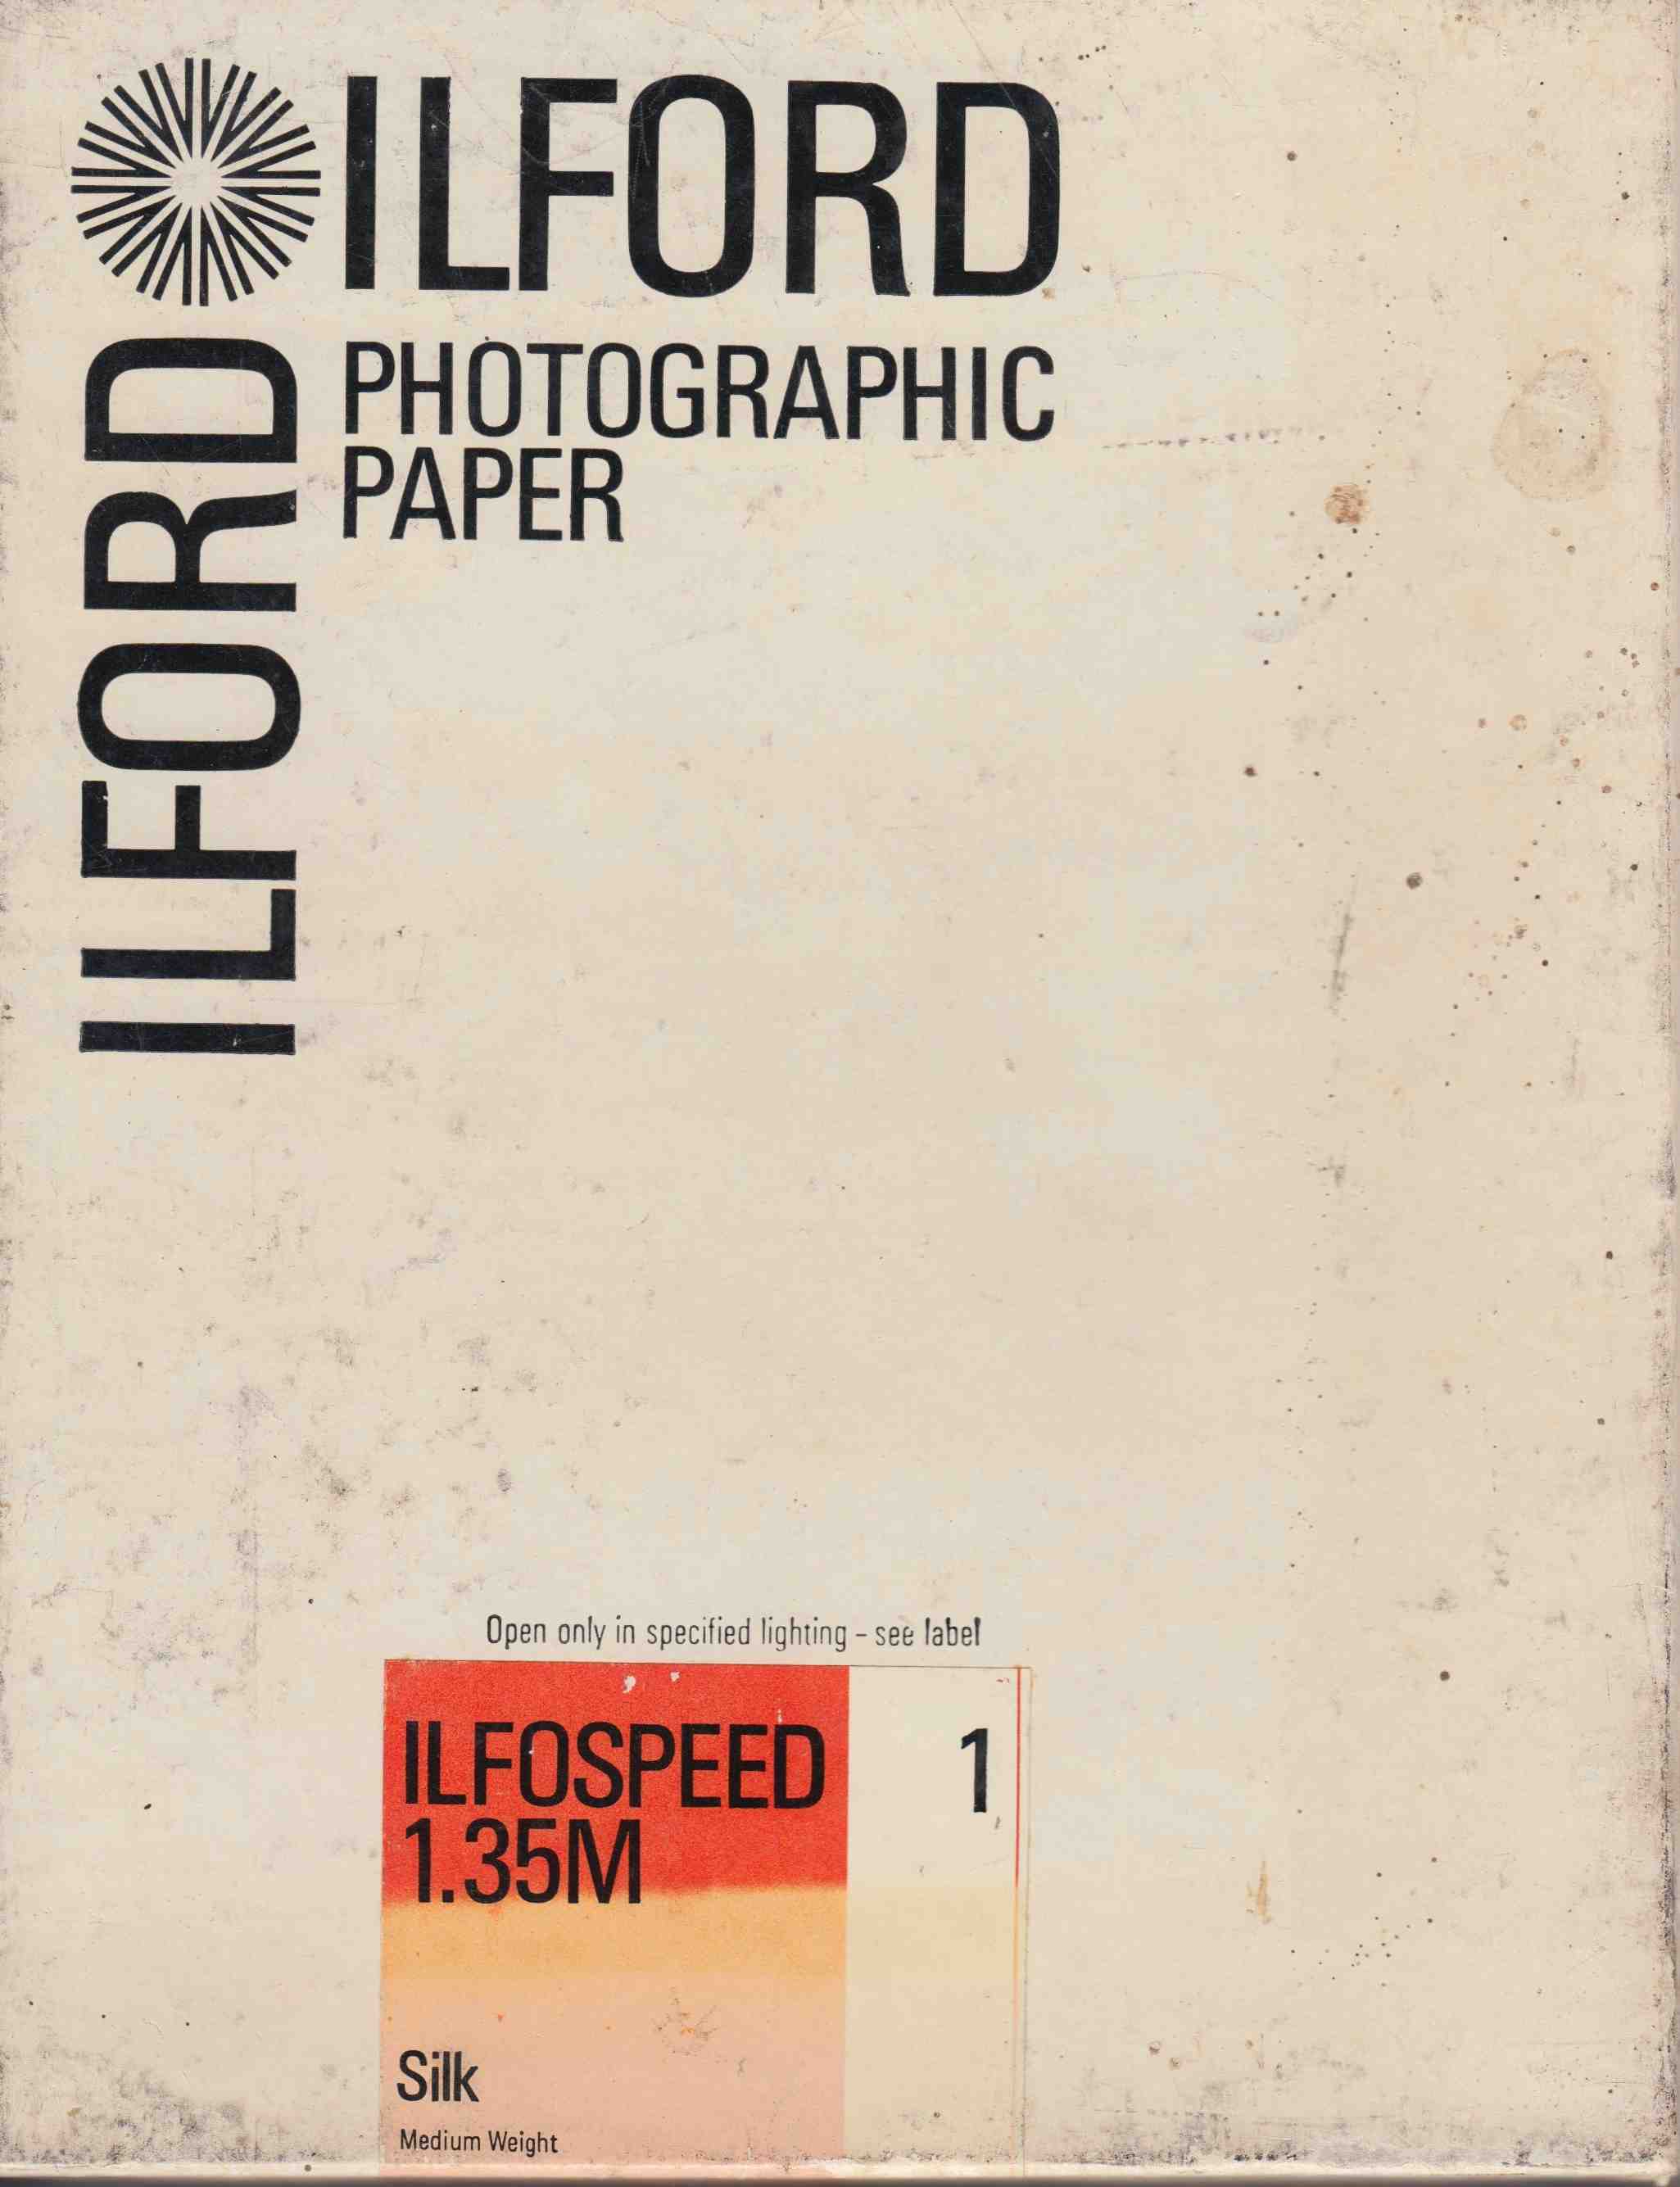 ILFORD
ILFORD
PHOTOGRAPHIC
PAPER
Open only in specified lighting – see label
ILFOSPEED 1
1.35M
Silk
Medium Weight